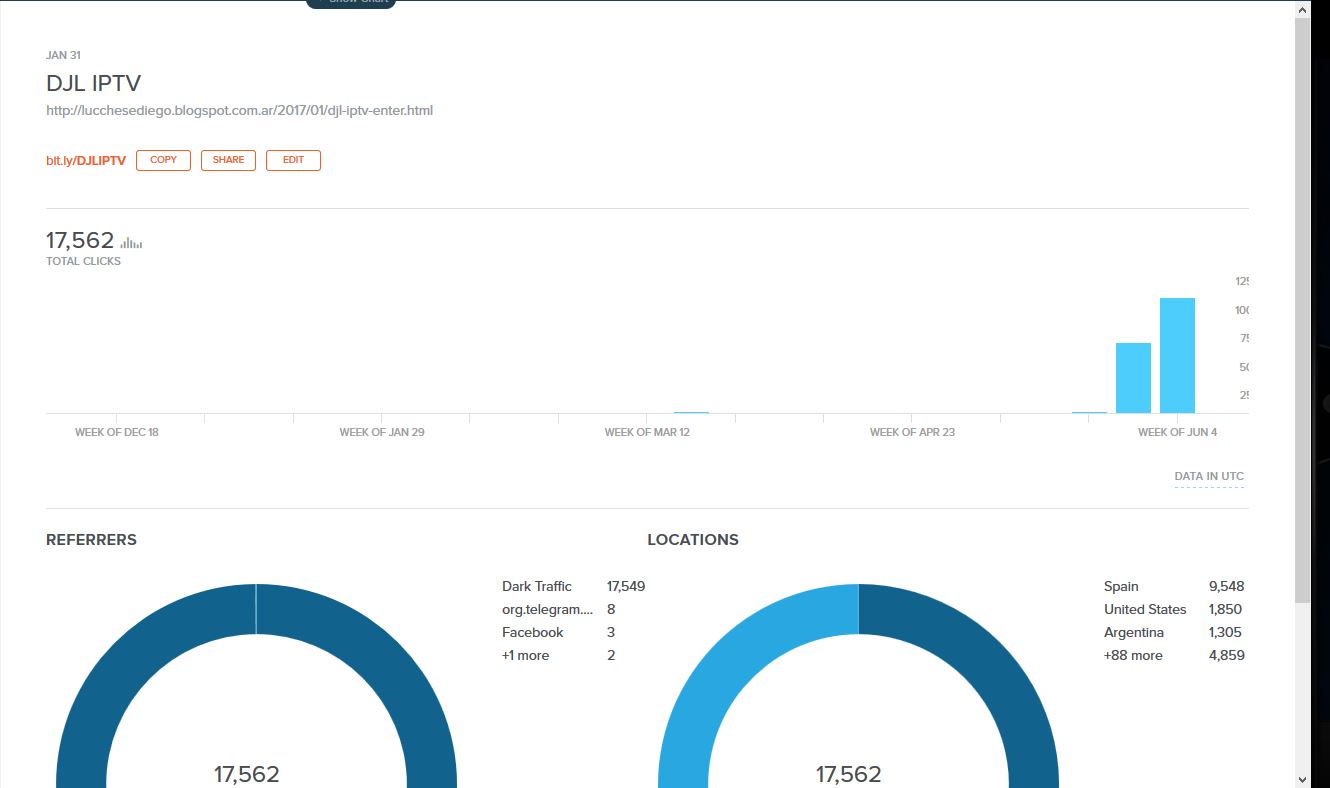 Show Chart
JAN 31
DJL IPTV
http://lucchesediego.blogspot.com.ar/2017/01/djl-iptv-enter.html
bit.ly/DJLIPTV COPY SHARE EDIT
17,562
TOTAL CLICKS
125
100
75
50
25
WEEK OF DEC 18 WEEK OF JAN 29 WEEK OF MAR 12 WEEK OF APR 23 WEEK OF JUN 4
DATA IN UTC
REFERRERS
Dark Traffic 17,549
org.telegram.... 8
Facebook 3
+1 more 2
17,562
LOCATIONS
Spain 9,548
United States 1,850
Argentina 1,305
+88 more 4,859
17,562